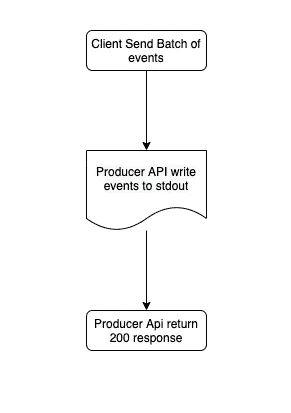 Client Send Batch of
events
Producer API write
events to stdout
Producer Api return
200 response